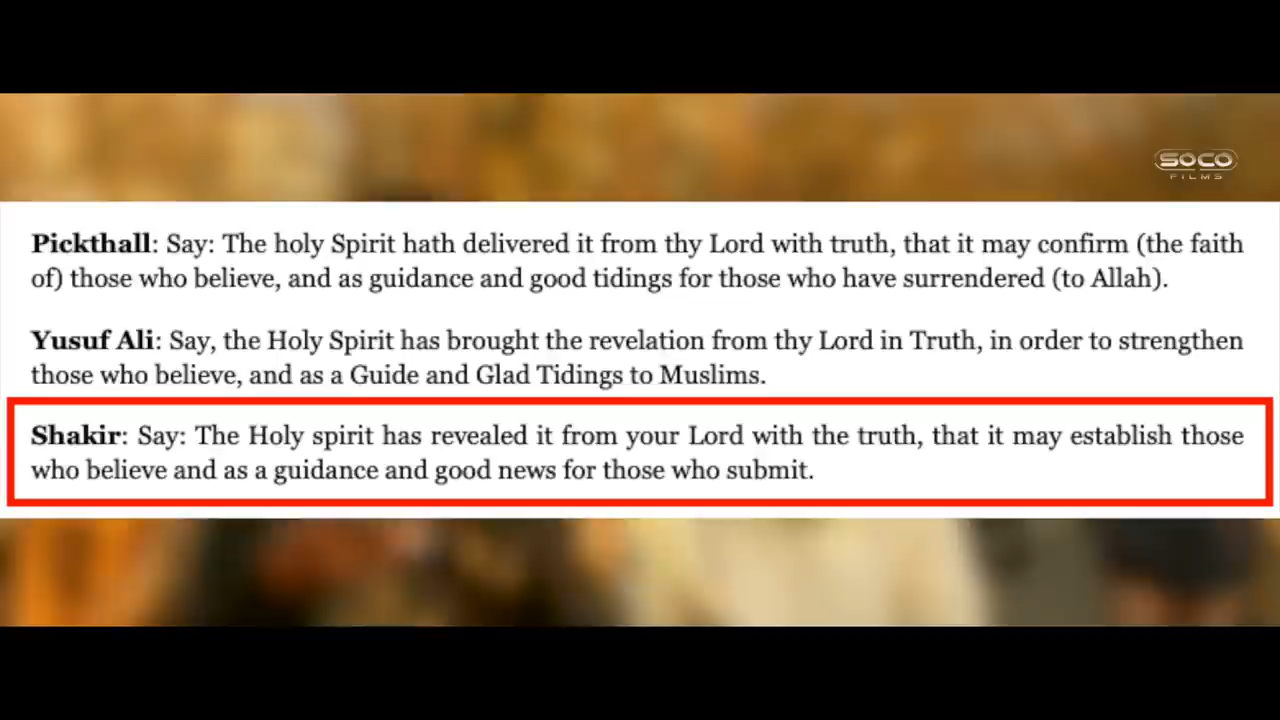 SOCO
FILMS
Pickthall: Say: The holy Spirit hath delivered it from thy Lord with truth, that it may confirm (the faith
of) those who believe, and as guidance and good tidings for those who have surrendered (to Allah).
Yusuf Ali: Say, the Holy Spirit has brought the revelation from thy Lord in Truth, in order to strengthen
those who believe, and as a Guide and Glad Tidings to Muslims.
Shakir: Say: The Holy spirit has revealed it from your Lord with the truth, that it may establish those
who believe and as a guidance and good news for those who submit.